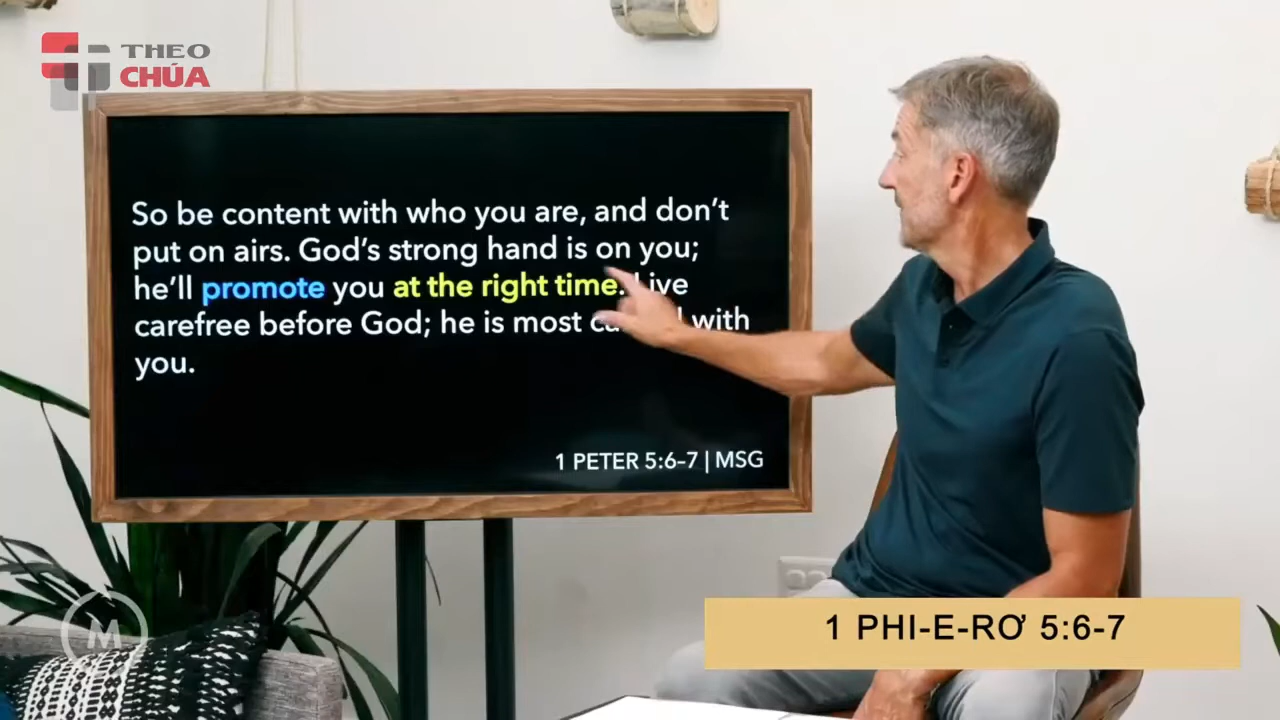 THEO
CHÚA
So be content with who you are, and don't
put on airs. God's strong hand is on you;
he'll promote you at the right time. Live
carefree before God; he is most with
you.
1 PETER 5:6-7 | MSG
M
1 PHI-E-RƠ 5:6-7